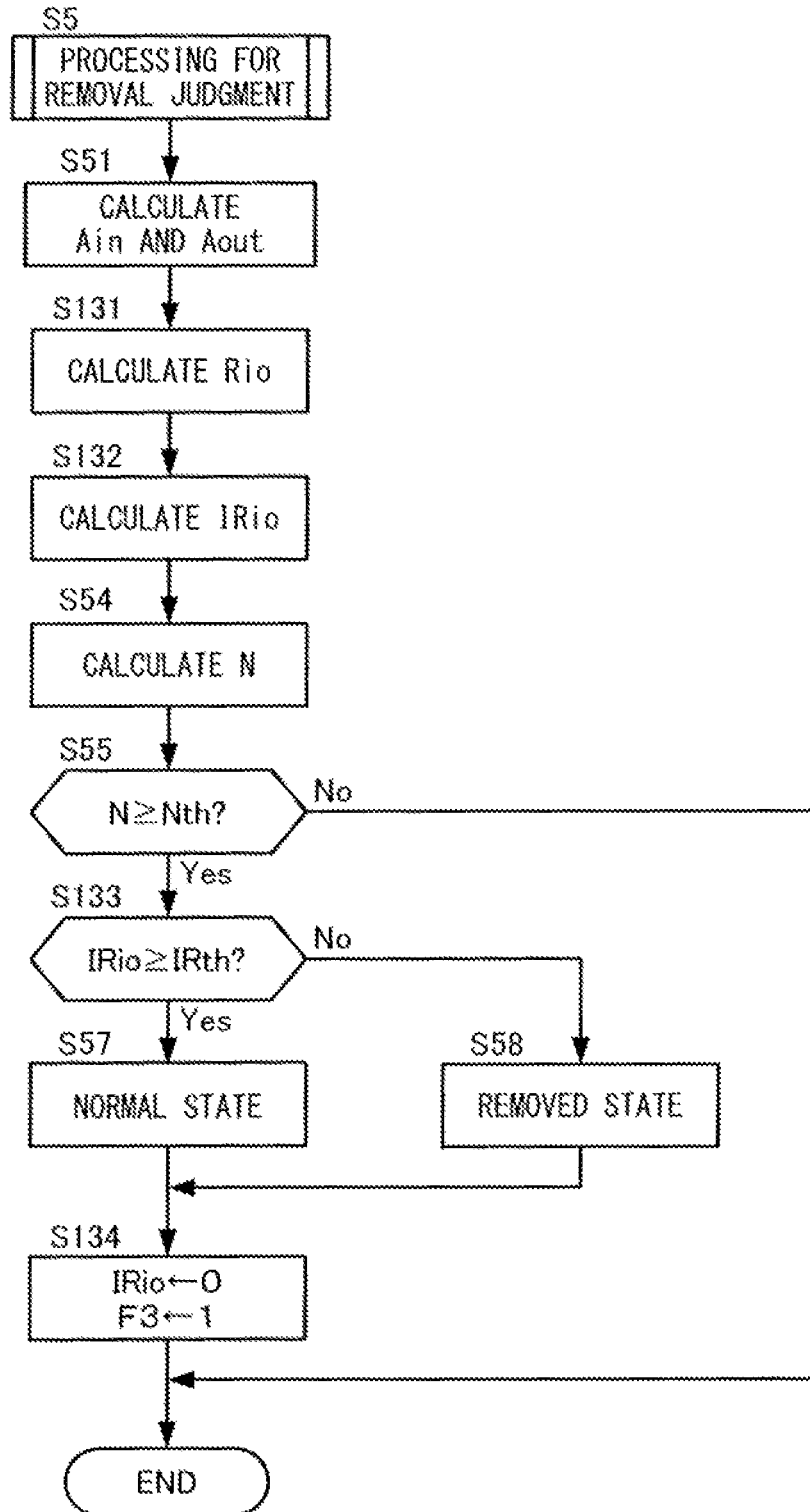 S5
PROCESSING FOR
REMOVAL JUDGMENT
S51
CALCULATE
Ain AND Aout
S131
CALCULATE Rio
S132
CALCULATE IRio
S54
CALCULATE N
S55
N≧Nth?
No
Yes
S133
IRio≧IRth?
No
Yes
S57
NORMAL STATE
S58
REMOVED STATE
S134
IRio←0
F3←1
END